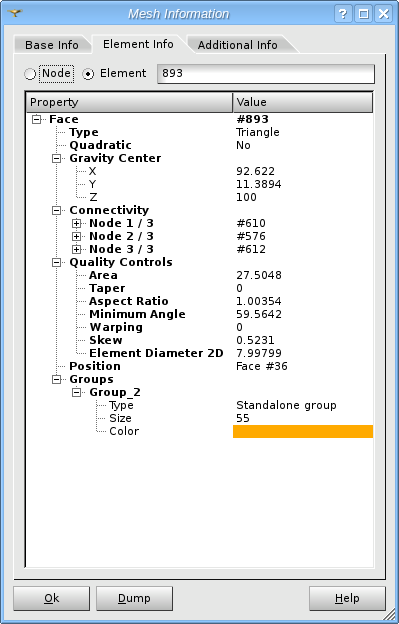 Mesh Information
Base Info Element Info Additional Info
Node Element 893
Property Value
Face #893
Type Triangle
Quadratic No
Gravity Center
X 92.622
Y 11.3894
Z 100
Connectivity
Node 1 / 3 #610
Node 2 / 3 #576
Node 3 / 3 #612
Quality Controls
Area 27.5048
Taper 0
Aspect Ratio 1.00354
Minimum Angle 59.5642
Warping 0
Skew 0.5231
Element Diameter 2D 7.99799
Position Face #36
Groups
Group_2
Type Standalone group
Size 55
Color
Ok Dump Help